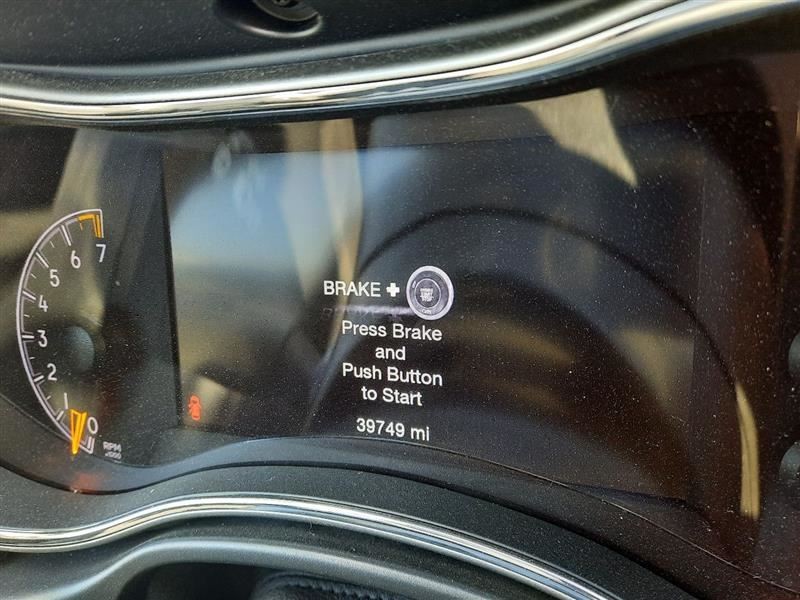 BRAKE +
Press Brake
and
Push Button
to Start
39749 mi
7
6
5
4
3
2
1
0
RPM